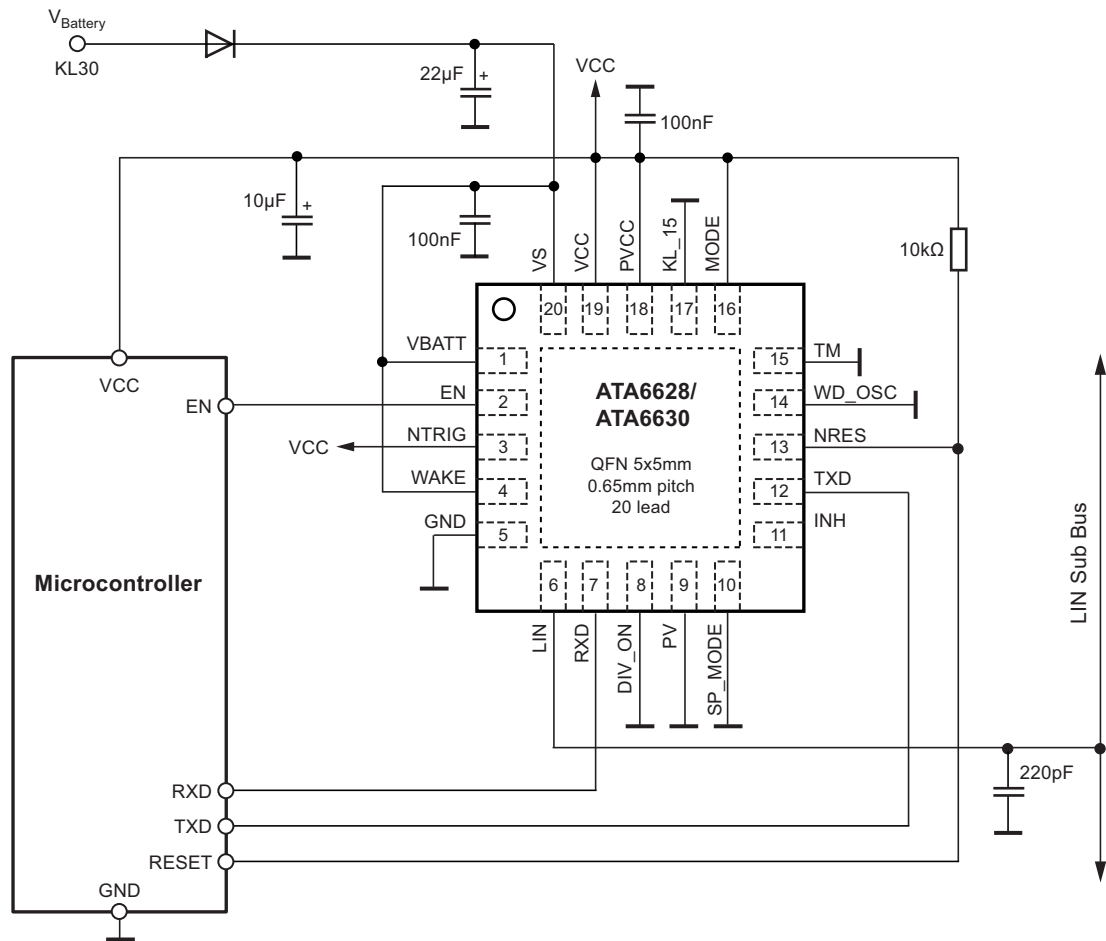 VBattery
KL30
22µF +
VCC
100nF
10µF +
100nF
10kΩ
VS
VCC
PVCC
KL_15
MODE
20
19
18
17
16
VCC
EN
VBATT
1
EN
2
VCC
NTRIG
3
WAKE
4
GND
5
ATA6628/
ATA6630
QFN 5x5mm
0.65mm pitch
20 lead
15
TM
14
WD_OSC
13
NRES
12
TXD
11
INH
Microcontroller
6
7
8
9
10
LIN
RXD
DIV_ON
PV
SP_MODE
LIN Sub Bus
220pF
RXD
TXD
RESET
GND